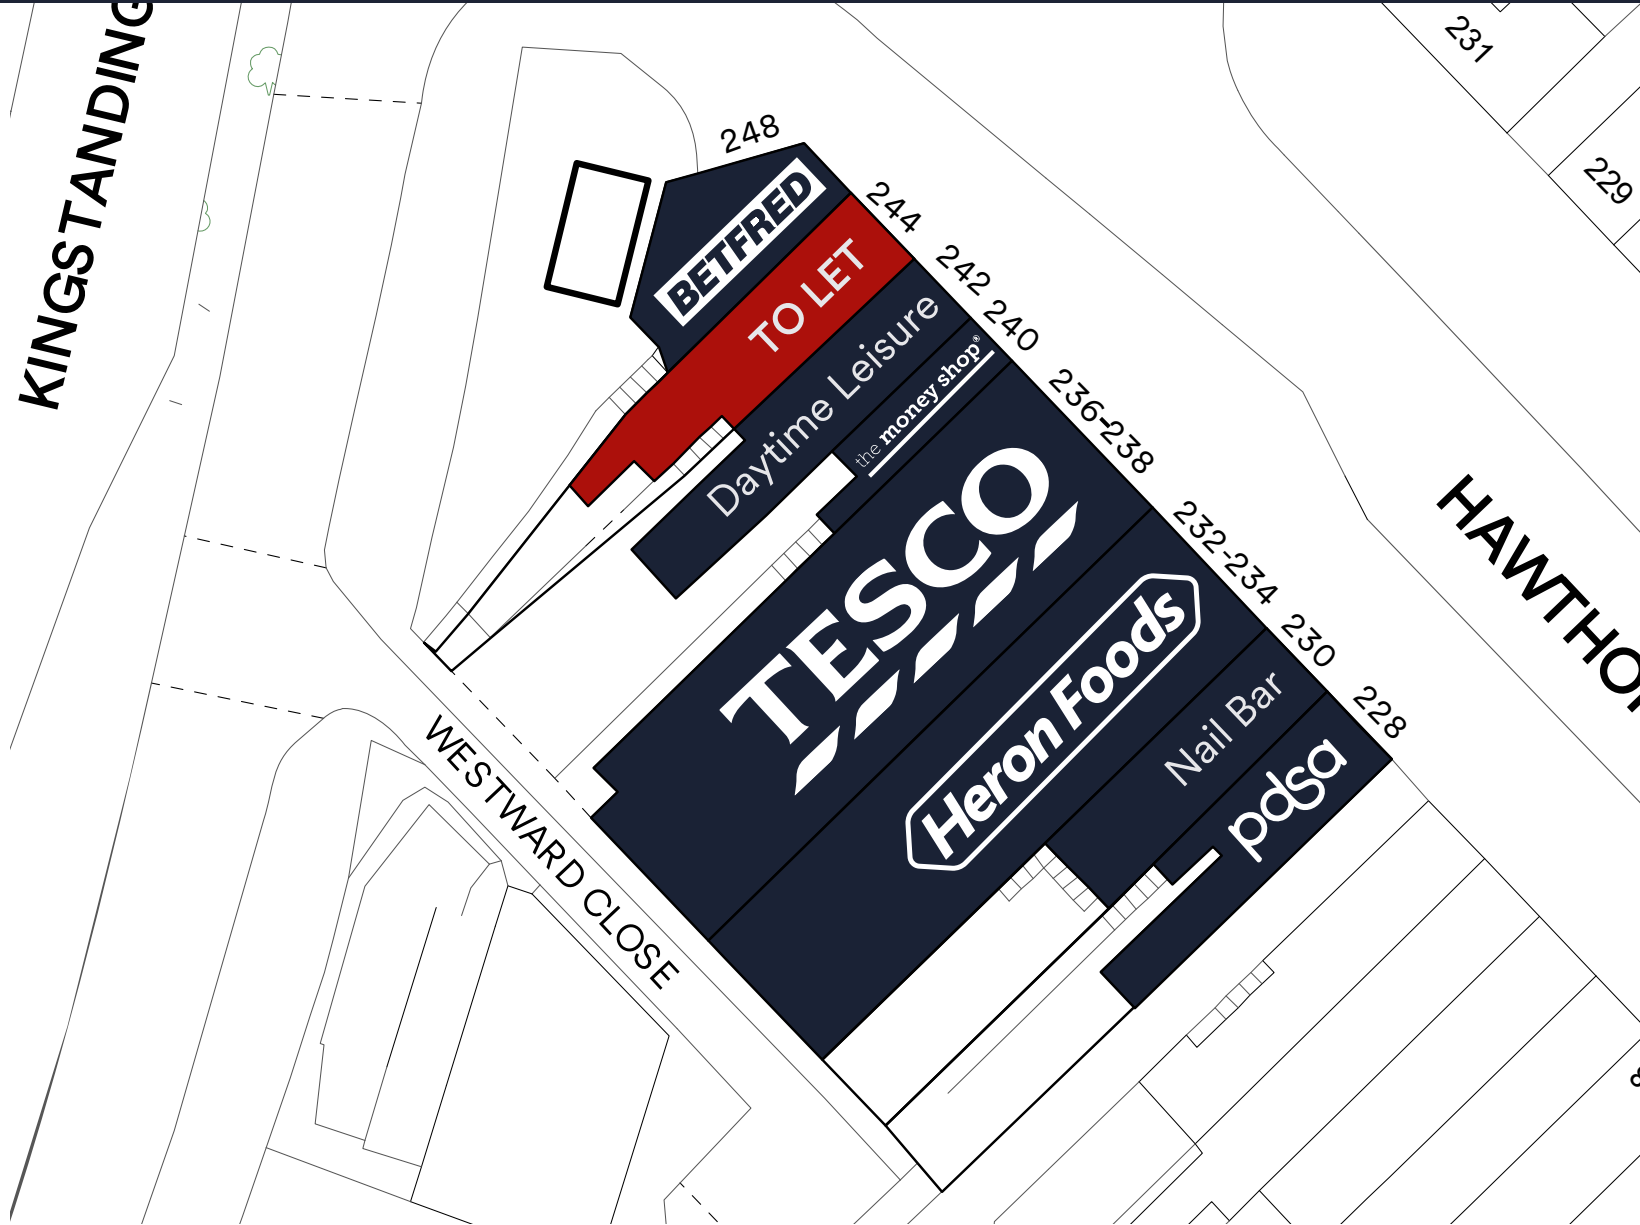 KINGSTANDING
248
BETFRED
244
TO LET
242
Daytime Leisure
240
the money shop®
236-238
TESCO
232-234
Heron Foods
230
Nail Bar
228
pdsa
231
229
WESTWARD CLOSE